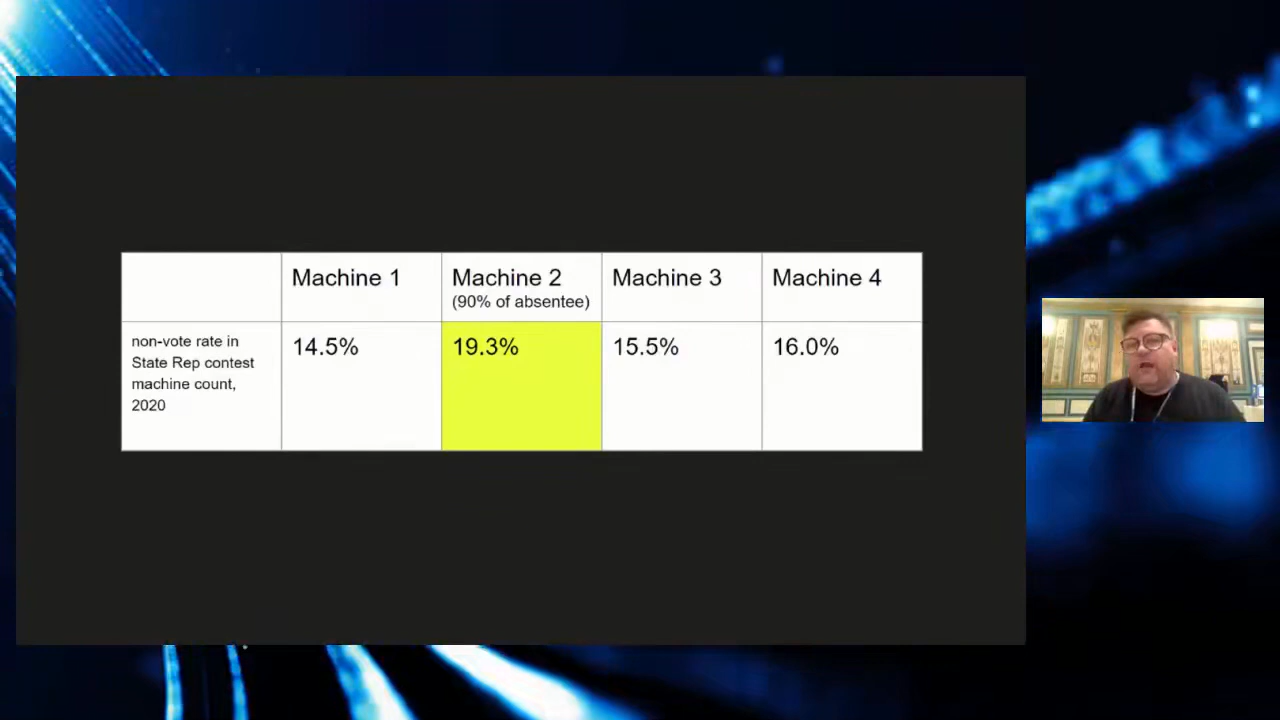 Machine 1
Machine 2
(90% of absentee)
Machine 3
Machine 4
non-vote rate in
State Rep contest
machine count,
2020
14.5%
19.3%
15.5%
16.0%